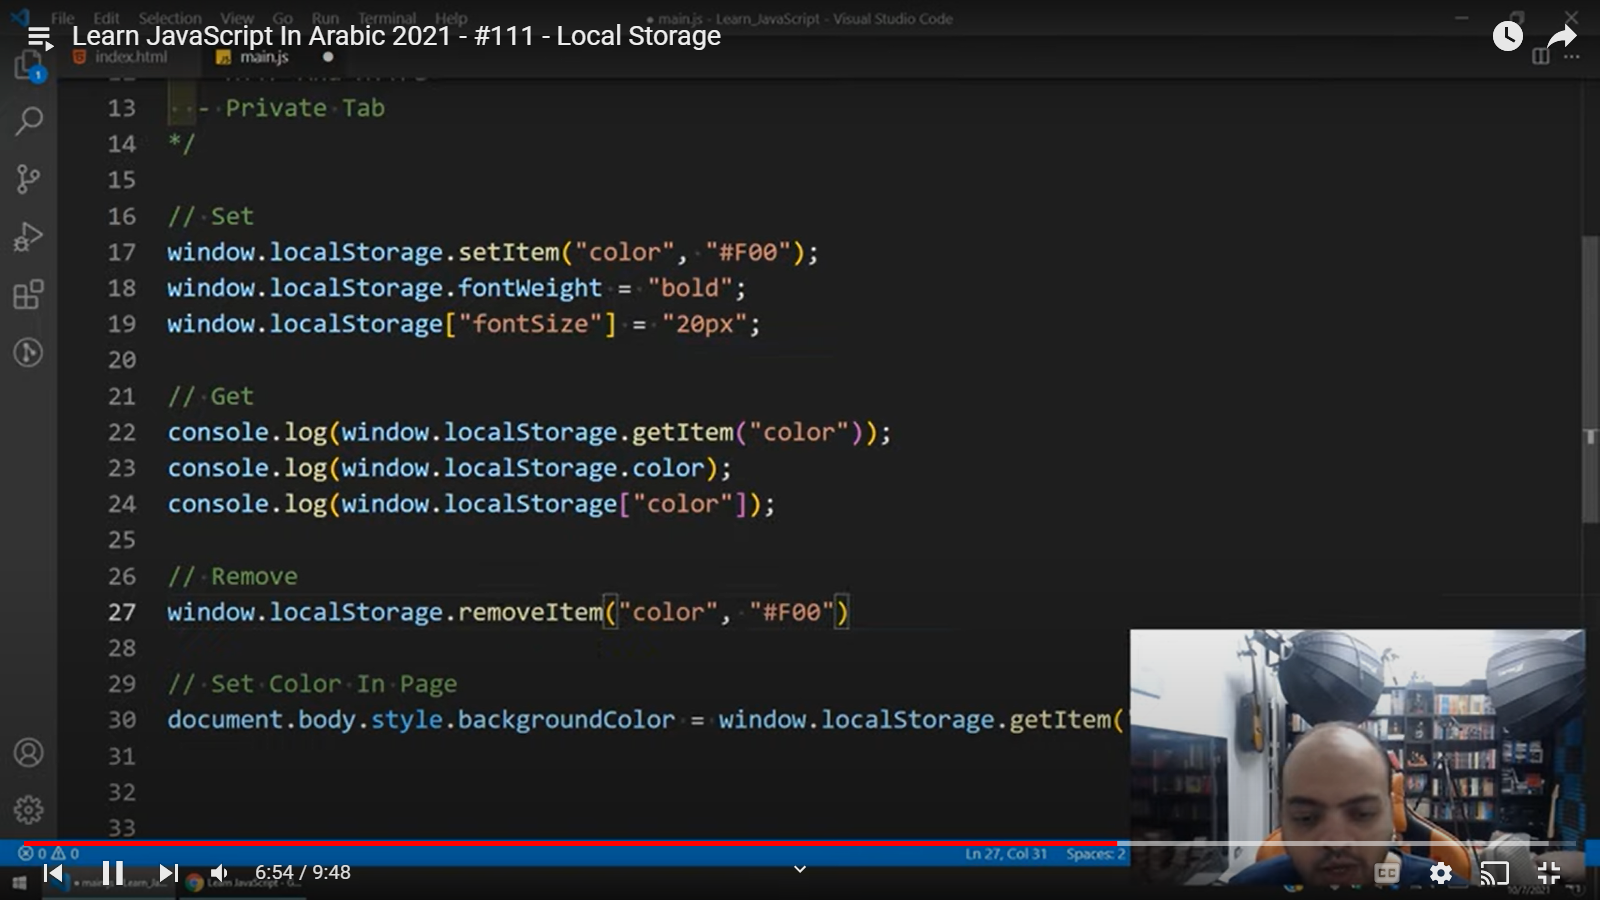 File Edit Selection View Go Run Terminal Help
● main.js - Learn_JavaScript - Visual Studio Code
Learn JavaScript In Arabic 2021 - #111 - Local Storage
index.html
main.js
1
13 - Private Tab
14 */
15
16 // Set
17 window.localStorage.setItem("color", "#F00");
18 window.localStorage.fontWeight = "bold";
19 window.localStorage["fontSize"] = "20px";
20
21 // Get
22 console.log(window.localStorage.getItem("color"));
23 console.log(window.localStorage.color);
24 console.log(window.localStorage["color"]);
25
26 // Remove
27 window.localStorage.removeItem("color", "#F00")
28
29 // Set Color In Page
30 document.body.style.backgroundColor = window.localStorage.getItem(
31
32
33
0 0
Ln 27, Col 31 Spaces: 2
6:54 / 9:48
CC